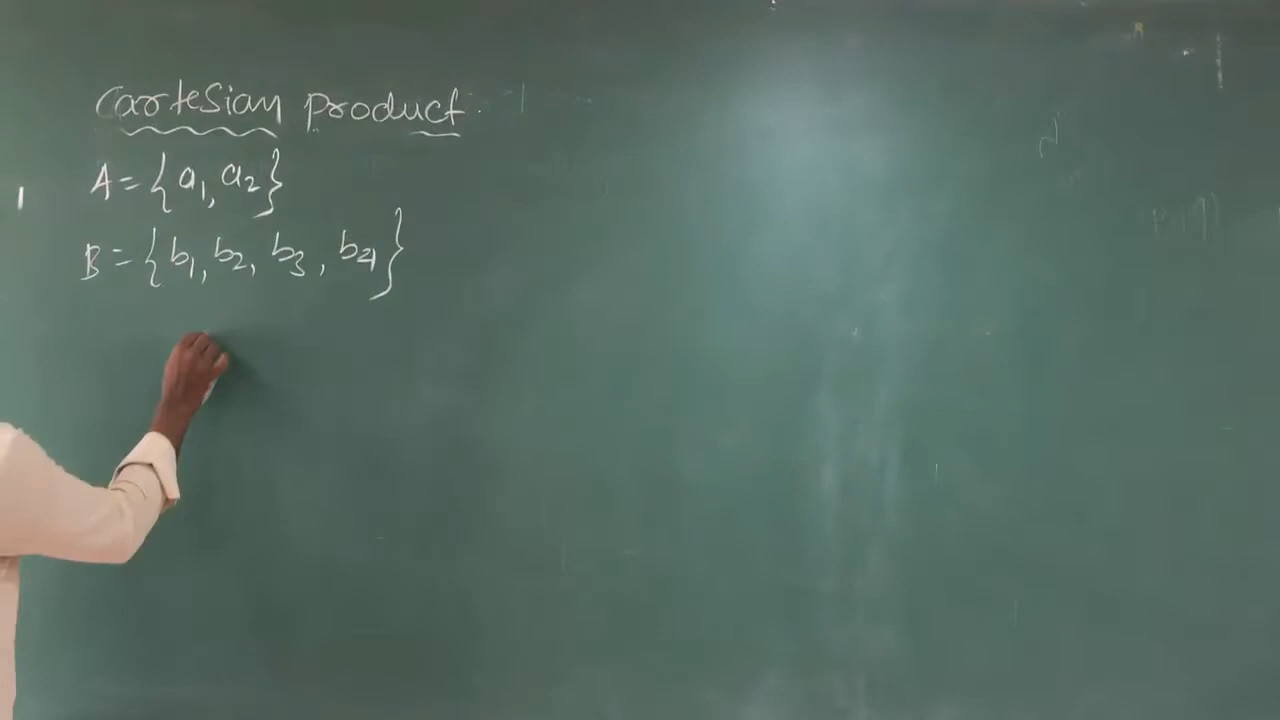 Cartesian product
A = {a₁, a₂}
B = {b₁, b₂, b₃, b₄}